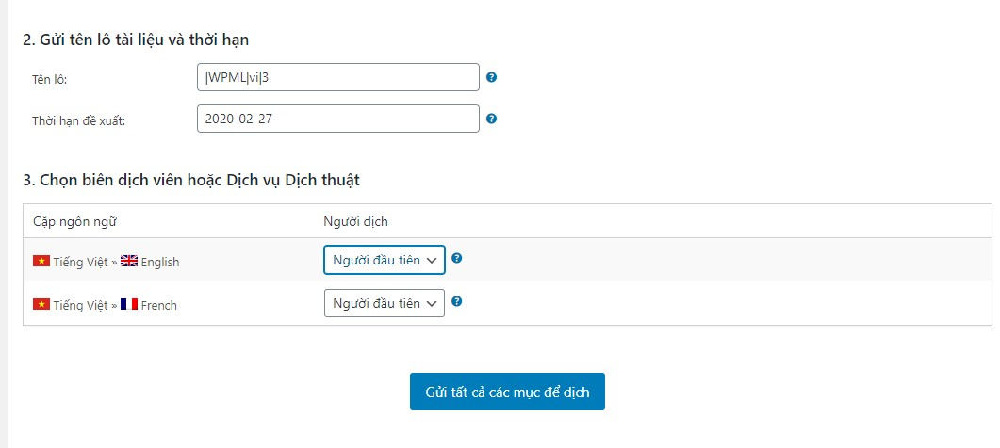 2. Gửi tên lô tài liệu và thời hạn
Tên lô: |WPML|vi|3 ?
Thời hạn đề xuất: 2020-02-27 ?
3. Chọn biên dịch viên hoặc Dịch vụ Dịch thuật
Cặp ngôn ngữ Người dịch
Tiếng Việt » English Người đầu tiên ?
Tiếng Việt » French Người đầu tiên ?
Gửi tất cả các mục để dịch